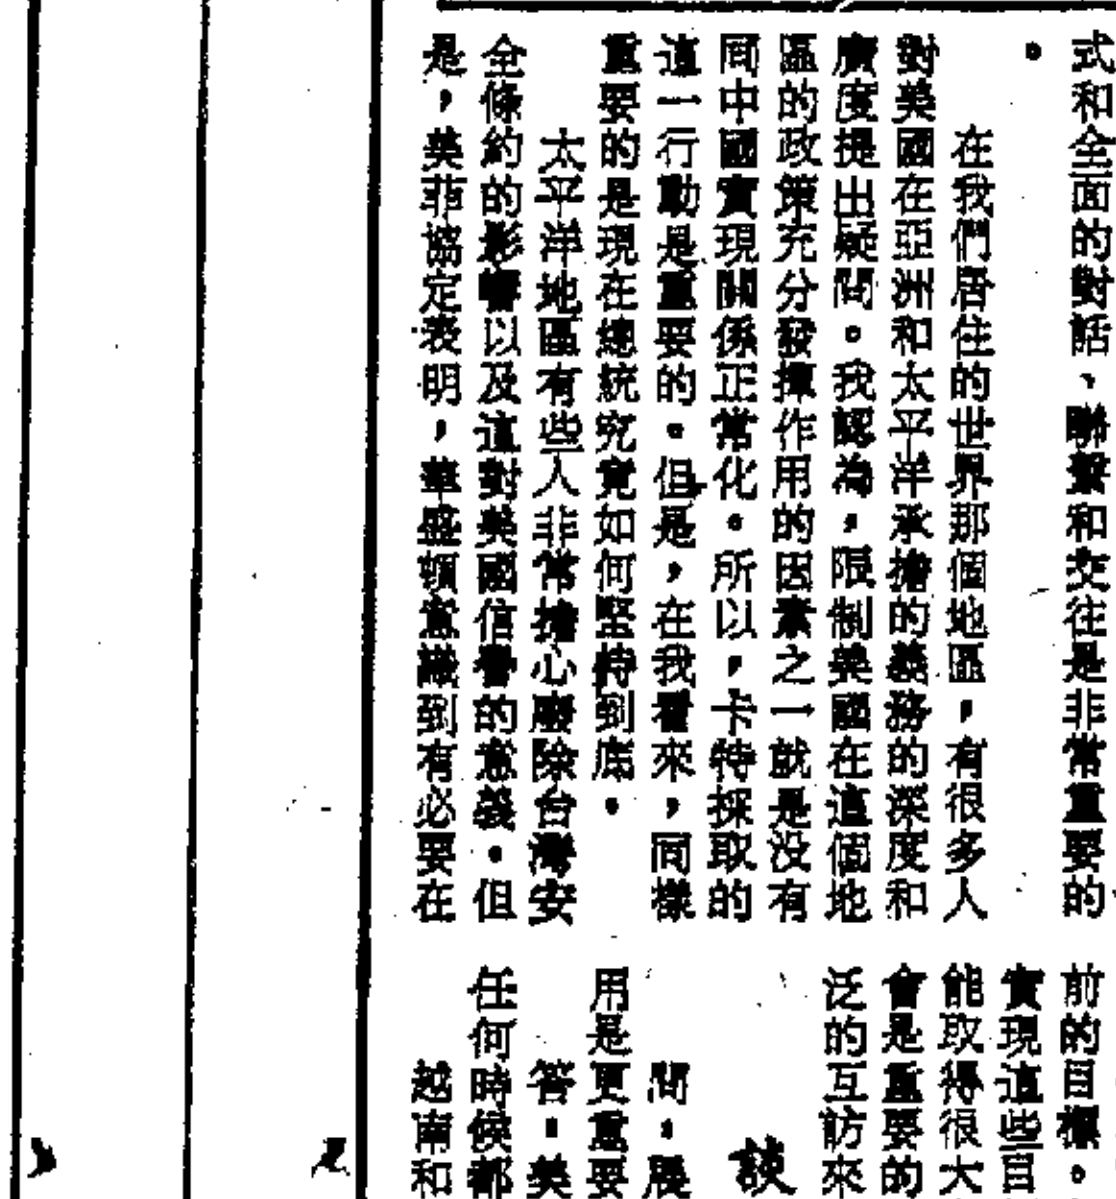 式和全面的對話、聯繫和交往是非常重要的
。
在我們居住的世界那個地區，有很多人
對美國在亞洲和太平洋承擔的義務的深度和
廣度提出疑問。我認為，限制美國在這個地
區的政策充分發揮作用的因素之一就是没有
同中國實現關係正常化。所以，卡特採取的
這一行動是重要的。但是，在我看來，同樣
重要的是現在總統究竟如何堅持到底。
太平洋地區有些人非常擔心廢除台灣安
全條約的影響以及這對美國信譽的意義。但
是，美菲協定表明，華盛頓意識到有必要在
前的目標。
實現這些目
能取得很大
會是重要的
泛的互訪來
談
問：展
用是更重要
答：美
任何時候都
越南和